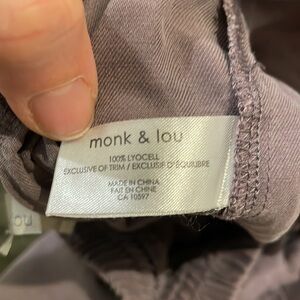 monk & lou
100% LYOCELL
EXCLUSIVE OF TRIM / EXCLUSIF D'ÉQUILIBRE
MADE IN CHINA
FAIT EN CHINE
CA 10597